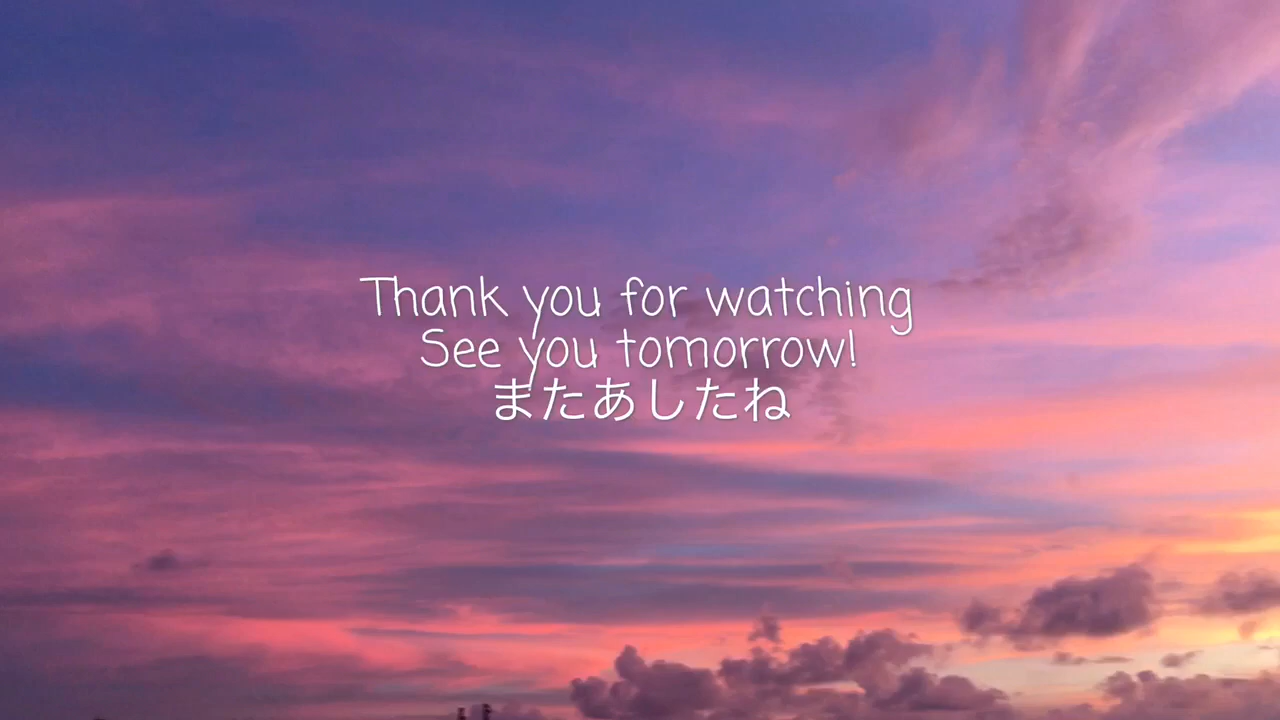 Thank you for watching
See you tomorrow!
またあしたね